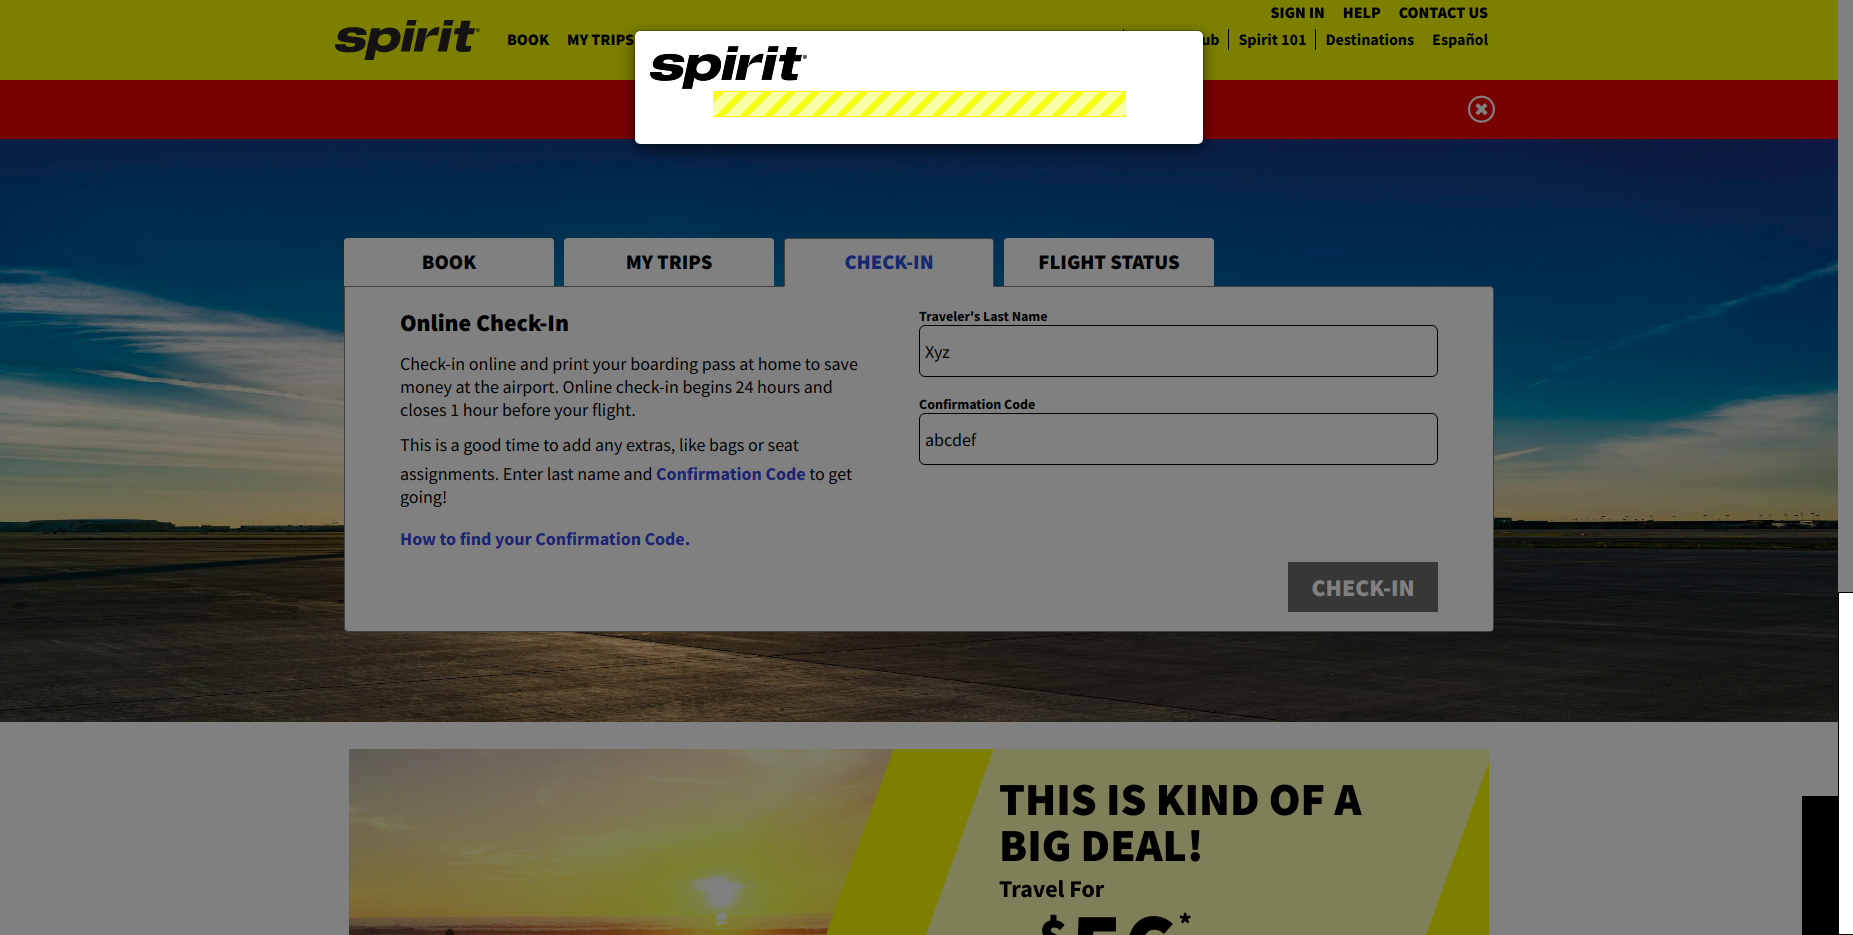 SIGN IN HELP CONTACT US
spirit
BOOK MY TRIPS
Spirit 101 Destinations Español
spirit
BOOK
MY TRIPS
CHECK-IN
FLIGHT STATUS
Online Check-In
Check-in online and print your boarding pass at home to save
money at the airport. Online check-in begins 24 hours and
closes 1 hour before your flight.
This is a good time to add any extras, like bags or seat
assignments. Enter last name and Confirmation Code to get
going!
How to find your Confirmation Code.
Traveler's Last Name
Xyz
Confirmation Code
abcdef
CHECK-IN
THIS IS KIND OF A
BIG DEAL!
Travel For